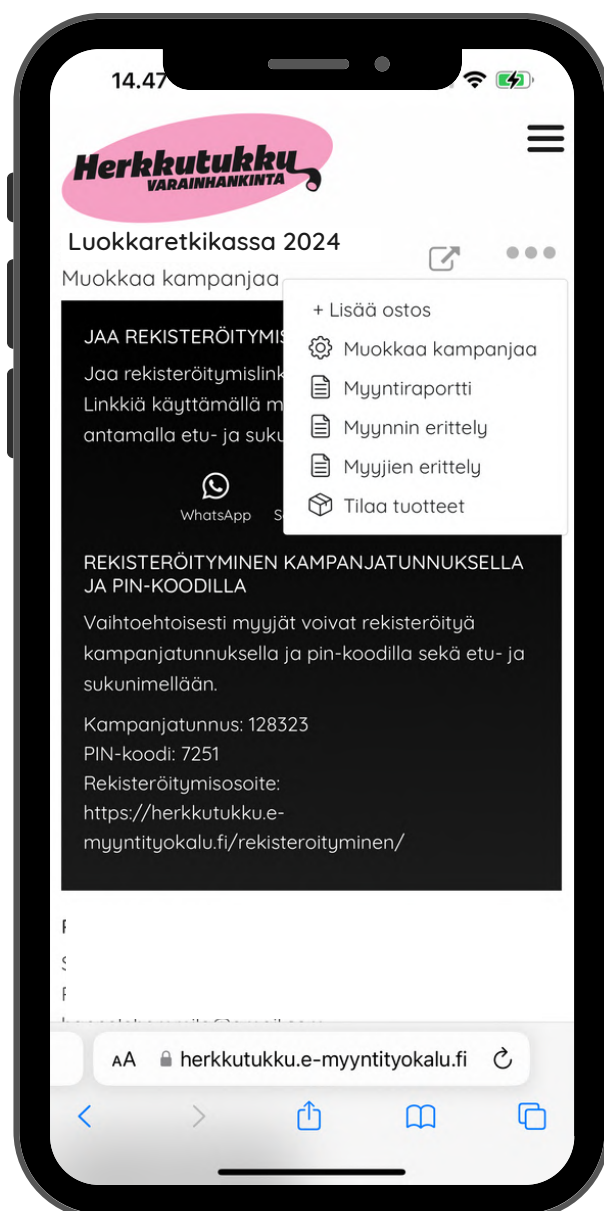 14.47
Herkkutukku
VARAINHANKINTA
Luokkaretkikassa 2024
Muokkaa kampanjaa
+ Lisää ostos
Muokkaa kampanjaa
Myyntiraportti
Myynnin erittely
Myyjien erittely
Tilaa tuotteet
JAA
Jaa rekisteröitymislink
Linkkiä käyttämällä m
antamalla etu- ja suku
WhatsApp
REKISTERÖITYMINEN KAMPANJATUNNUKSELLA
JA PIN-KOODILLA
Vaihtoehtoisesti myyjät voivat rekisteröityä
kampanjatunnuksella ja pin-koodilla sekä etu- ja
sukunimellään.
Kampanjatunnus: 128323
PIN-koodi: 7251
Rekisteröitymisosoite:
https://herkkutukku.e-
myyntityokalu.fi/rekisteroityminen/
AA herkkutukku.e-myyntityokalu.fi